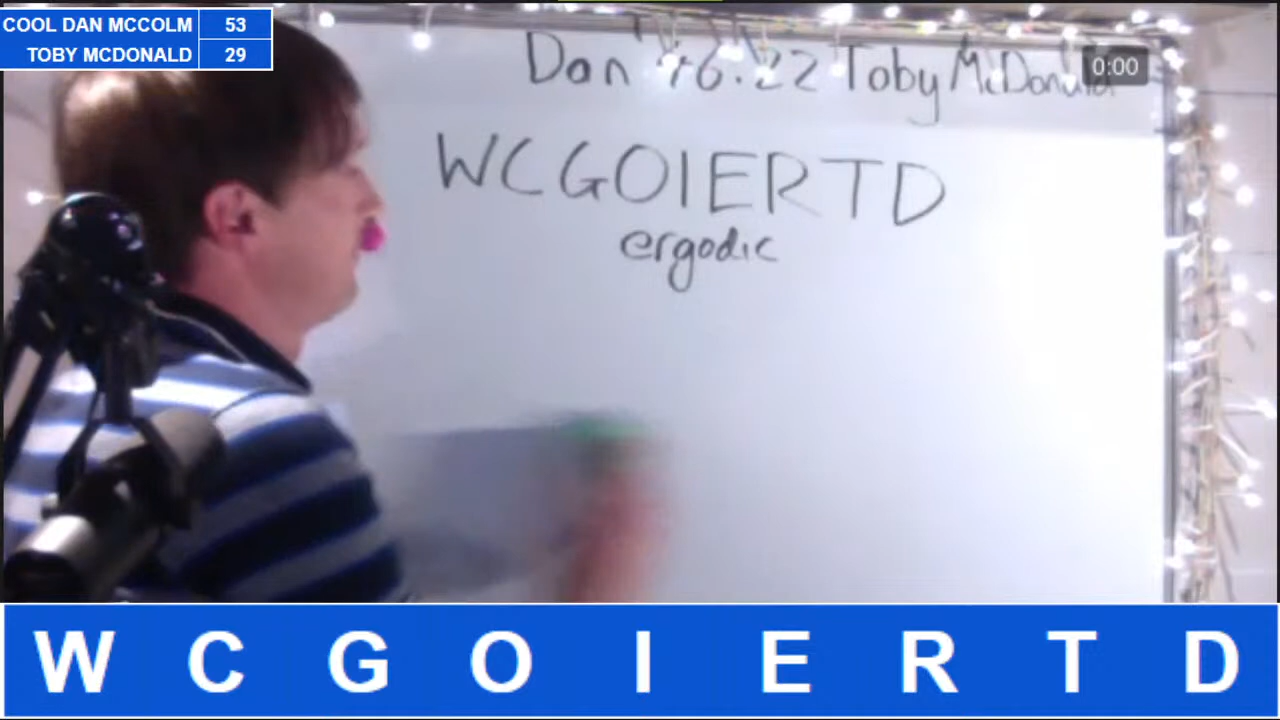 COOL DAN MCCOLM 53
TOBY MCDONALD 29
Dan 46:22 Toby McDonald
0:00
WCGOIERTD
ergodic
W C G O I E R T D